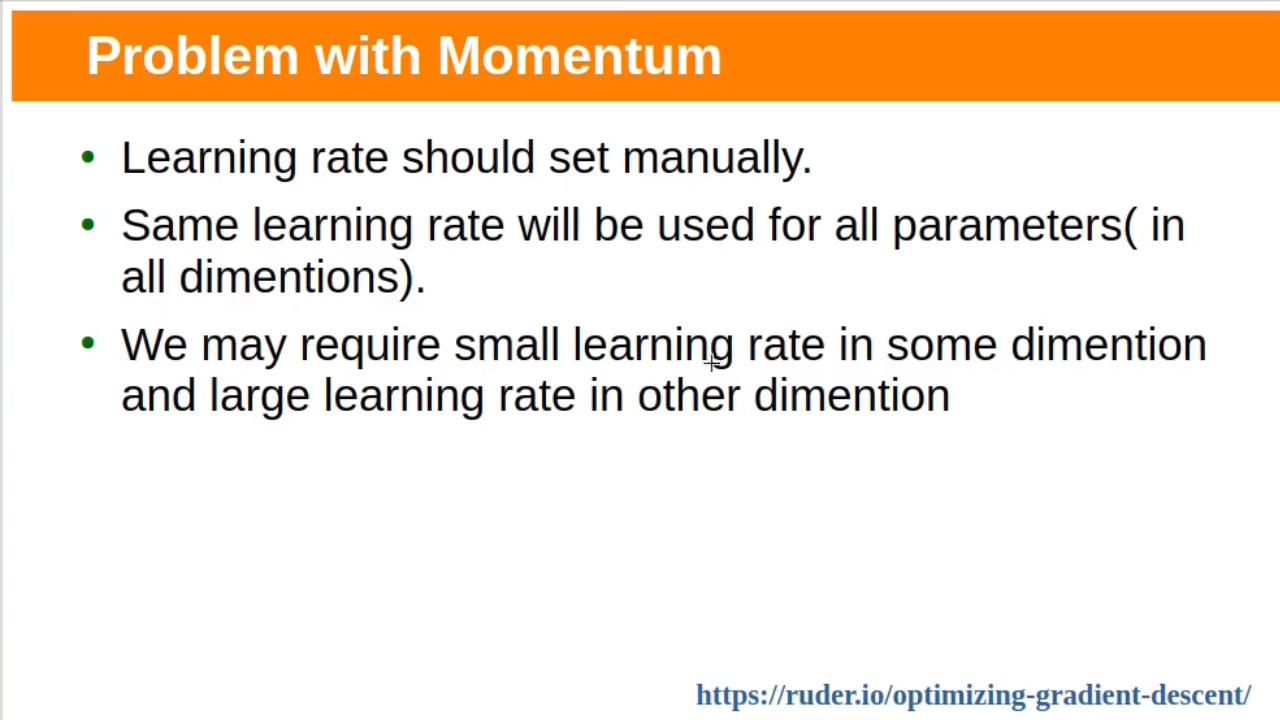 Problem with Momentum
• Learning rate should set manually.
• Same learning rate will be used for all parameters( in
all dimentions).
• We may require small learning rate in some dimention
and large learning rate in other dimention
https://ruder.io/optimizing-gradient-descent/